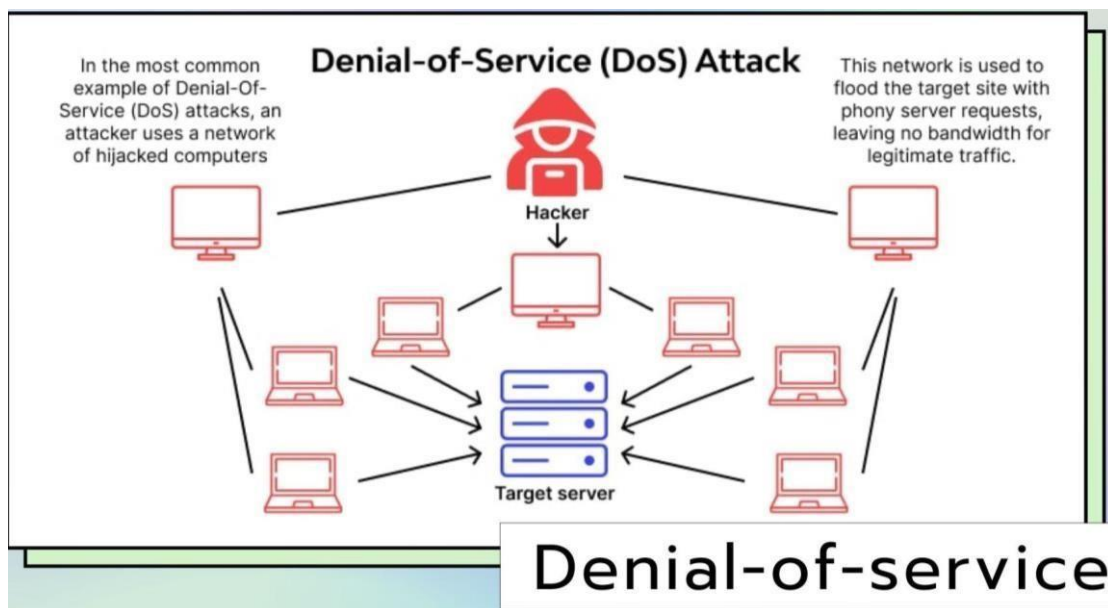 Denial-of-Service (DoS) Attack
In the most common
example of Denial-Of-
Service (DoS) attacks, an
attacker uses a network
of hijacked computers
This network is used to
flood the target site with
phony server requests,
leaving no bandwidth for
legitimate traffic.
Hacker
Target server
Denial-of-service